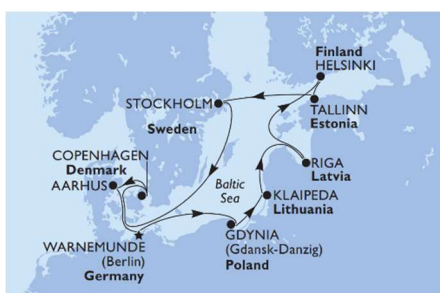 Finland
HELSINKI
STOCKHOLM
TALLINN
Estonia
Sweden
COPENHAGEN
Denmark
AARHUS
RIGA
Latvia
Baltic
Sea
KLAIPEDA
Lithuania
GDYNIA
(Gdansk-Danzig)
Poland
WARNEMUNDE
(Berlin)
Germany